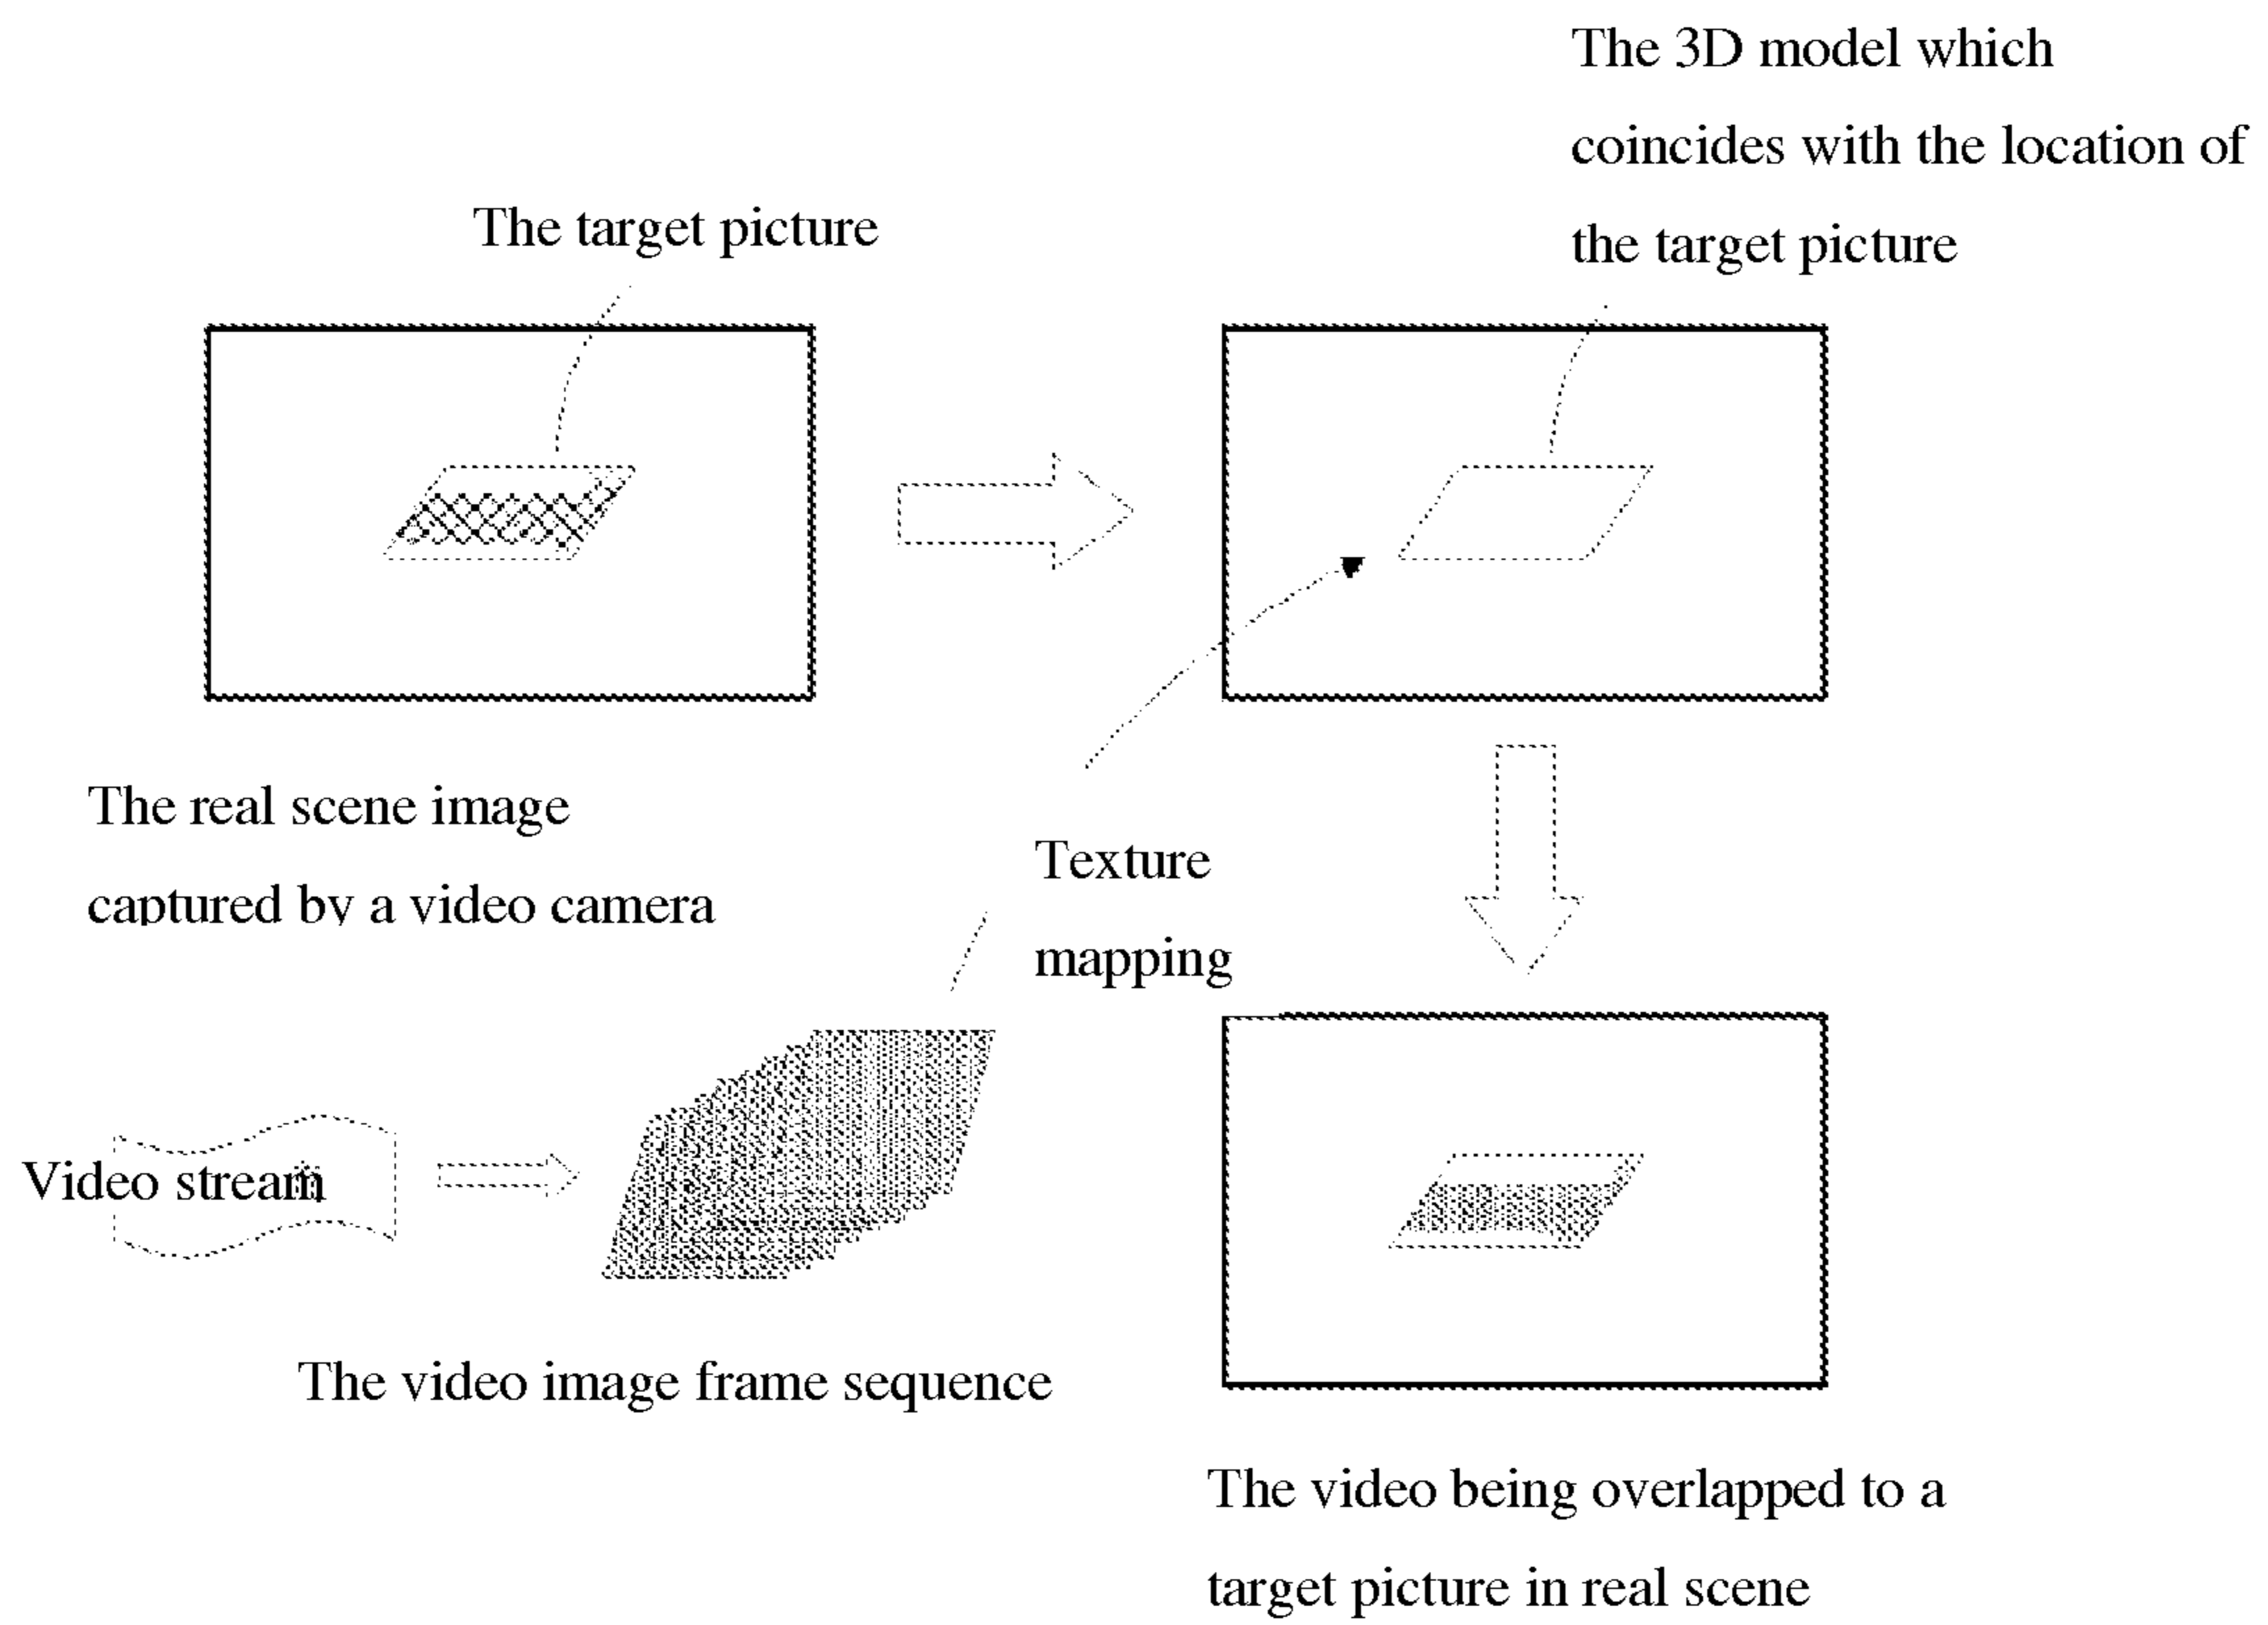 The 3D model which
coincides with the location of
the target picture
The target picture
The real scene image
captured by a video camera
Texture
mapping
Video stream
The video image frame sequence
The video being overlapped to a
target picture in real scene